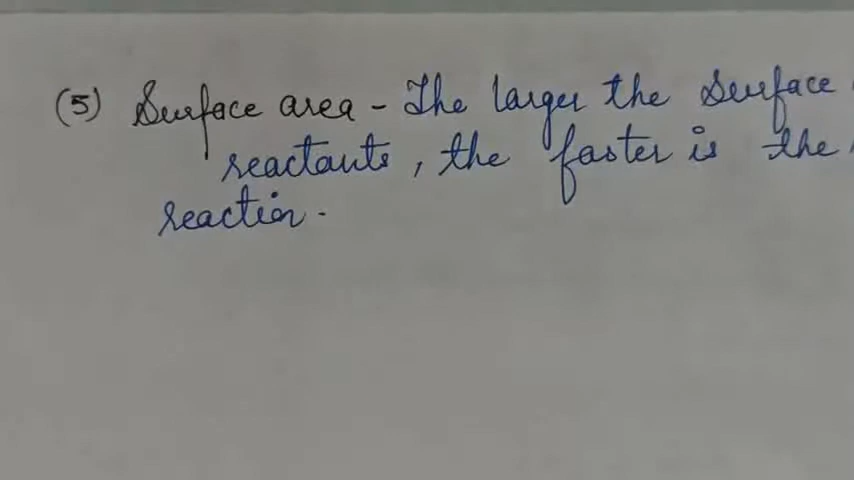 (5) Surface area - The larger the surface
reactants, the faster is the
reaction.